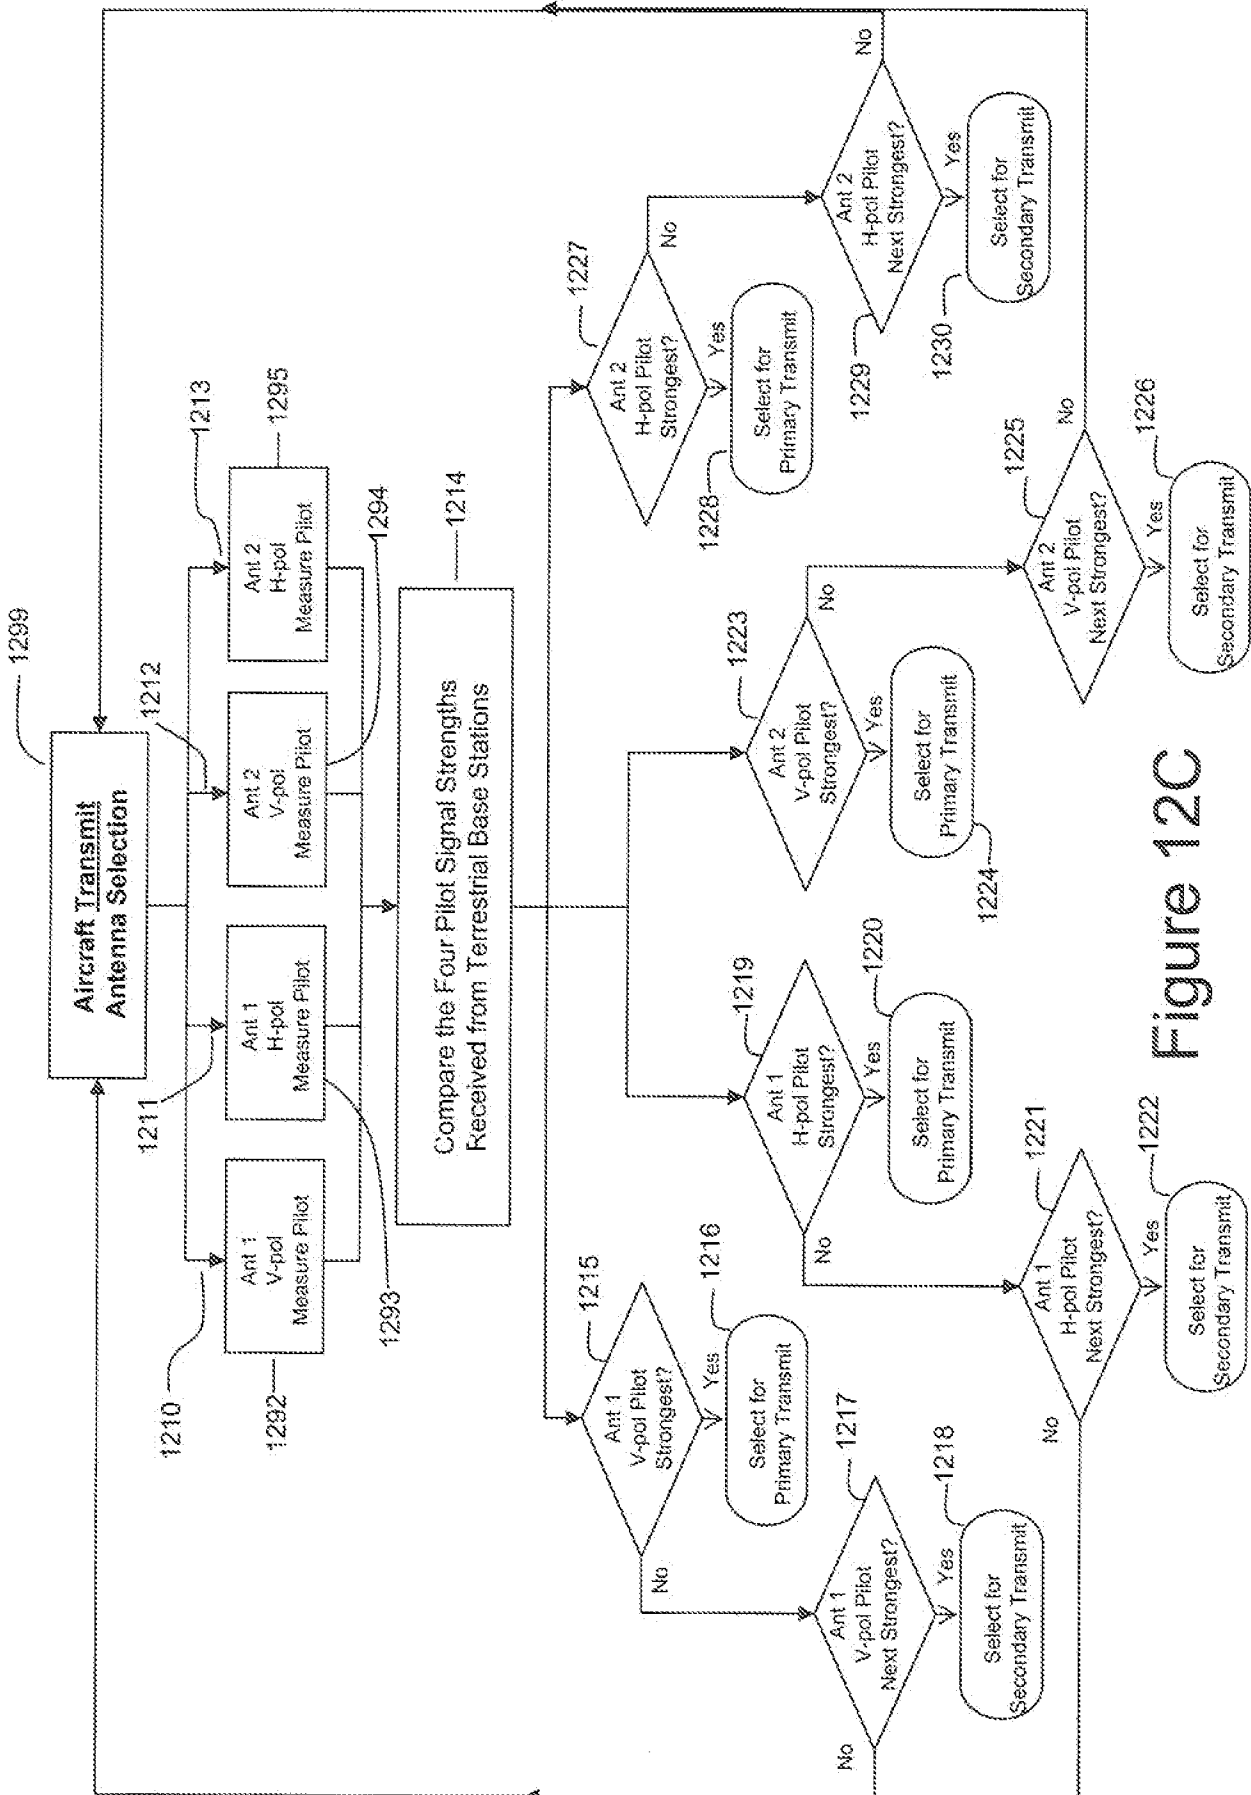 1299
Aircraft Transmit
Antenna Selection
1210
1211
1212
1213
Ant 1
V-pol
Measure Pilot
Ant 1
H-pol
Measure Pilot
Ant 2
V-pol
Measure Pilot
Ant 2
H-pol
Measure Pilot
1292
1293
1294
1295
Compare the Four Pilot Signal Strengths
Received from Terrestrial Base Stations
1214
Ant 1
V-pol Pilot
Strongest?
1215
No
Yes
Select for
Primary Transmit
1216
Ant 1
V-pol Pilot
Next Strongest?
1217
No
Yes
Select for
Secondary Transmit
1218
Ant 1
H-pol Pilot
Strongest?
1219
No
Yes
Select for
Primary Transmit
1220
Ant 1
H-pol Pilot
Next Strongest?
1221
No
Yes
Select for
Secondary Transmit
1222
Ant 2
V-pol Pilot
Strongest?
1223
No
Yes
Select for
Primary Transmit
1224
Ant 2
V-pol Pilot
Next Strongest?
1225
No
Yes
Select for
Secondary Transmit
1226
Ant 2
H-pol Pilot
Strongest?
1227
No
Yes
Select for
Primary Transmit
1228
Ant 2
H-pol Pilot
Next Strongest?
1229
No
Yes
Select for
Secondary Transmit
1230
Figure 12C